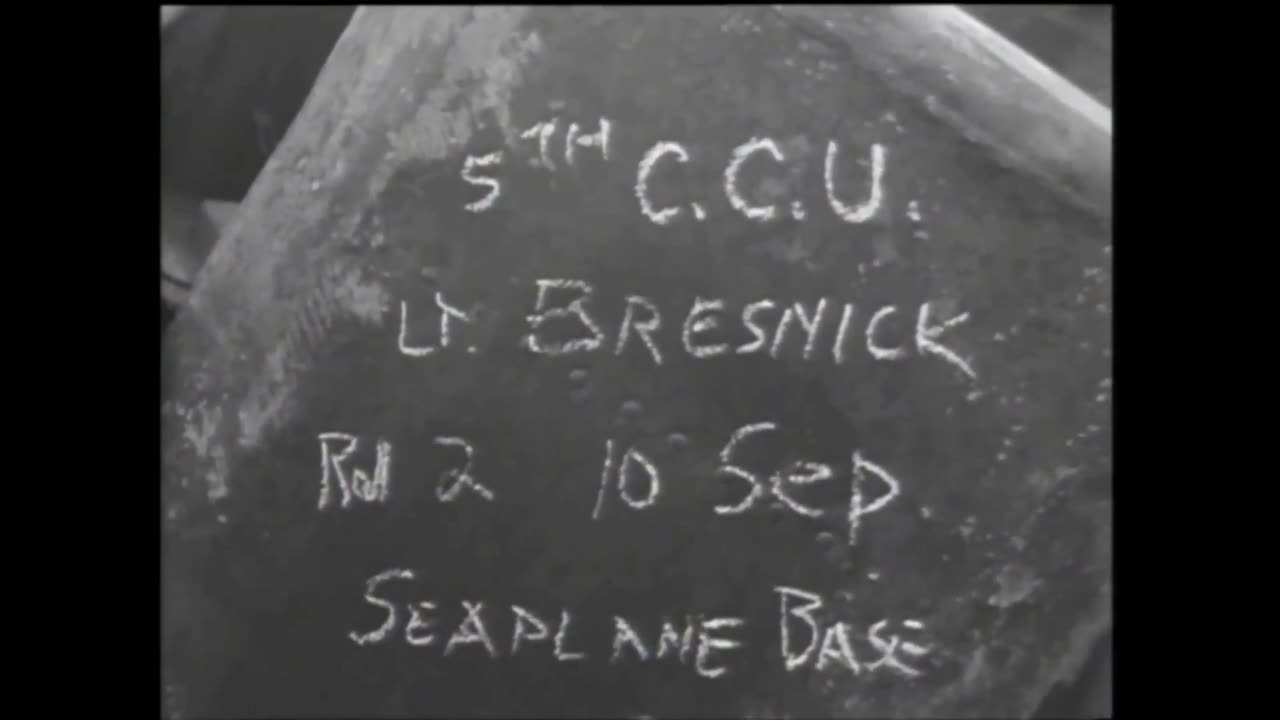 5TH C.C.U.
LT. BRESNICK
Rol 2 10 Sep.
SEAPLANE BASE